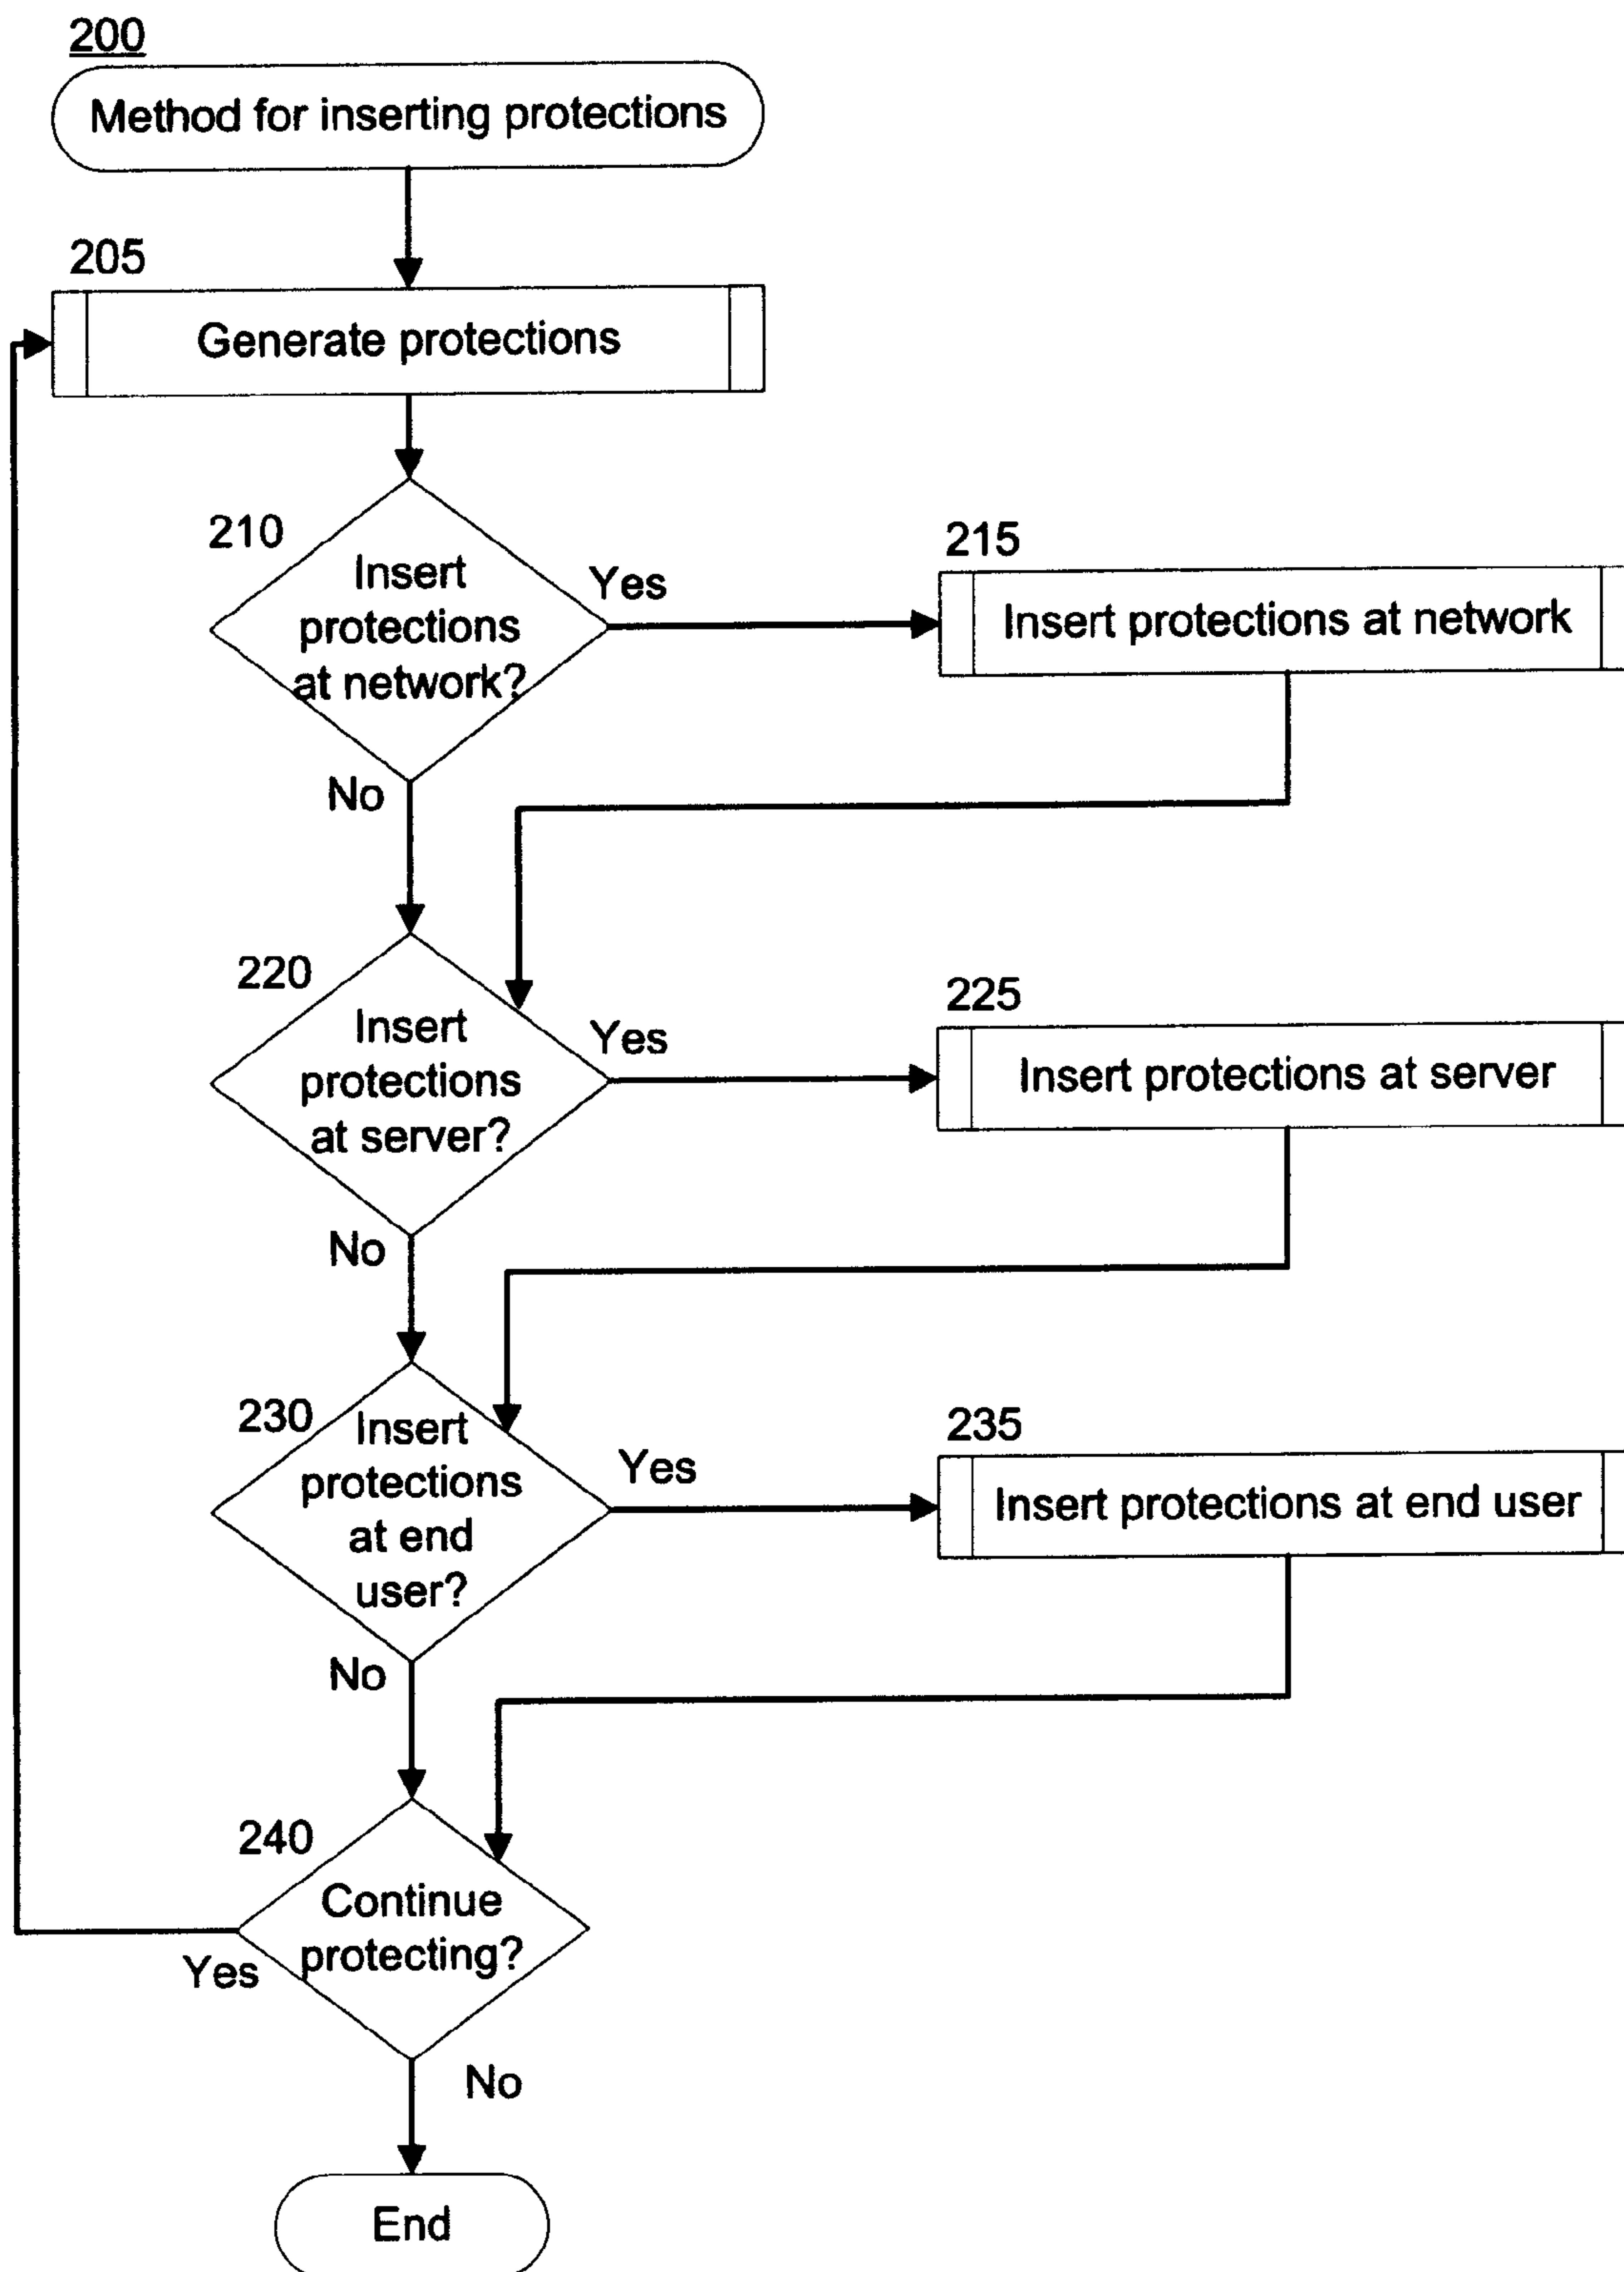 200
Method for inserting protections
205
Generate protections
210
Insert
protections
at network?
Yes
215
Insert protections at network
No
220
Insert
protections
at server?
Yes
225
Insert protections at server
No
230
Insert
protections
at end
user?
Yes
235
Insert protections at end user
No
240
Continue
protecting?
Yes
No
End